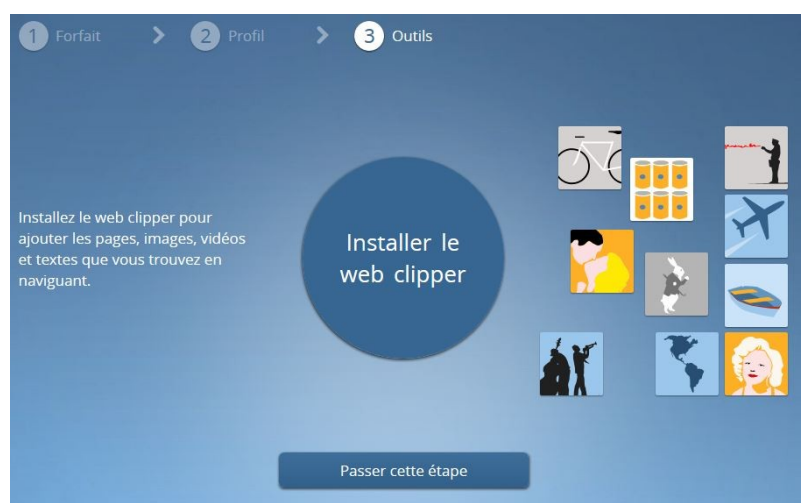 1 Forfait > 2 Profil > 3 Outils
Installez le web clipper pour
ajouter les pages, images, vidéos
et textes que vous trouvez en
naviguant.
Installer le
web clipper
Passer cette étape